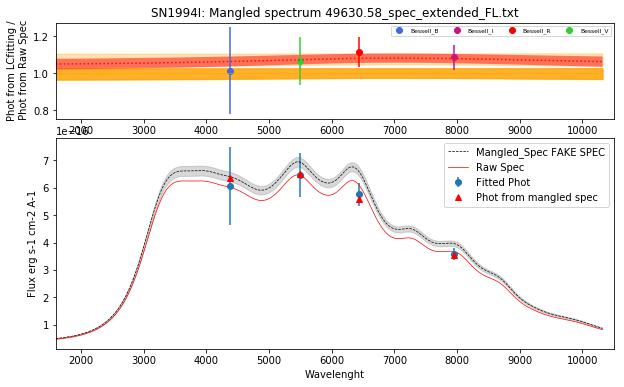 SN1994I: Mangled spectrum 49630.58_spec_extended_FL.txt
Phot from LCfitting /
Phot from Raw Spec
1.2
1.0
0.8
Bessell_B
Bessell_I
Bessell_R
Bessell_V
2000 3000 4000 5000 6000 7000 8000 9000 10000
Flux erg s-1 cm-2 A-1
7
6
5
4
3
2
1
Mangled_Spec FAKE SPEC
Raw Spec
Fitted Phot
Phot from mangled spec
2000 3000 4000 5000 6000 7000 8000 9000 10000
Wavelenght